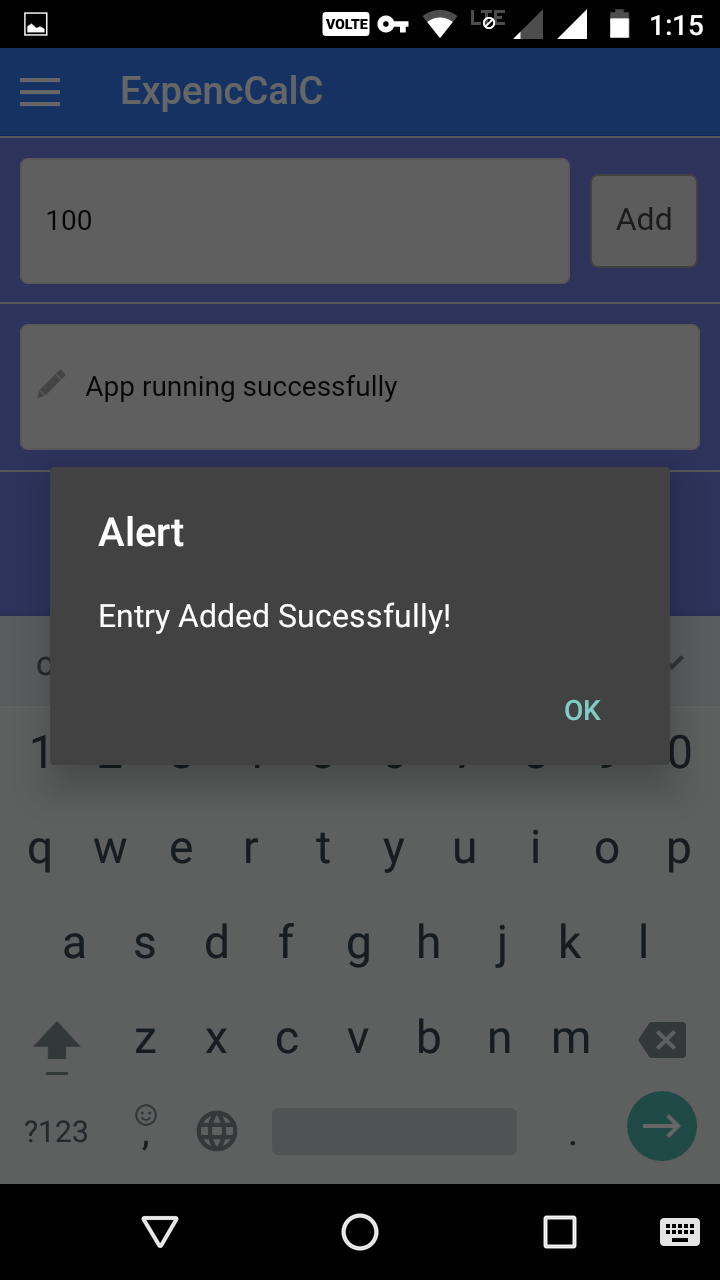 VOLTE LTE 1:15
ExpencCalC
100 Add
App running successfully
Alert
Entry Added Sucessfully!
OK
1 0
q w e r t y u i o p
a s d f g h j k l
z x c v b n m
?123 , .